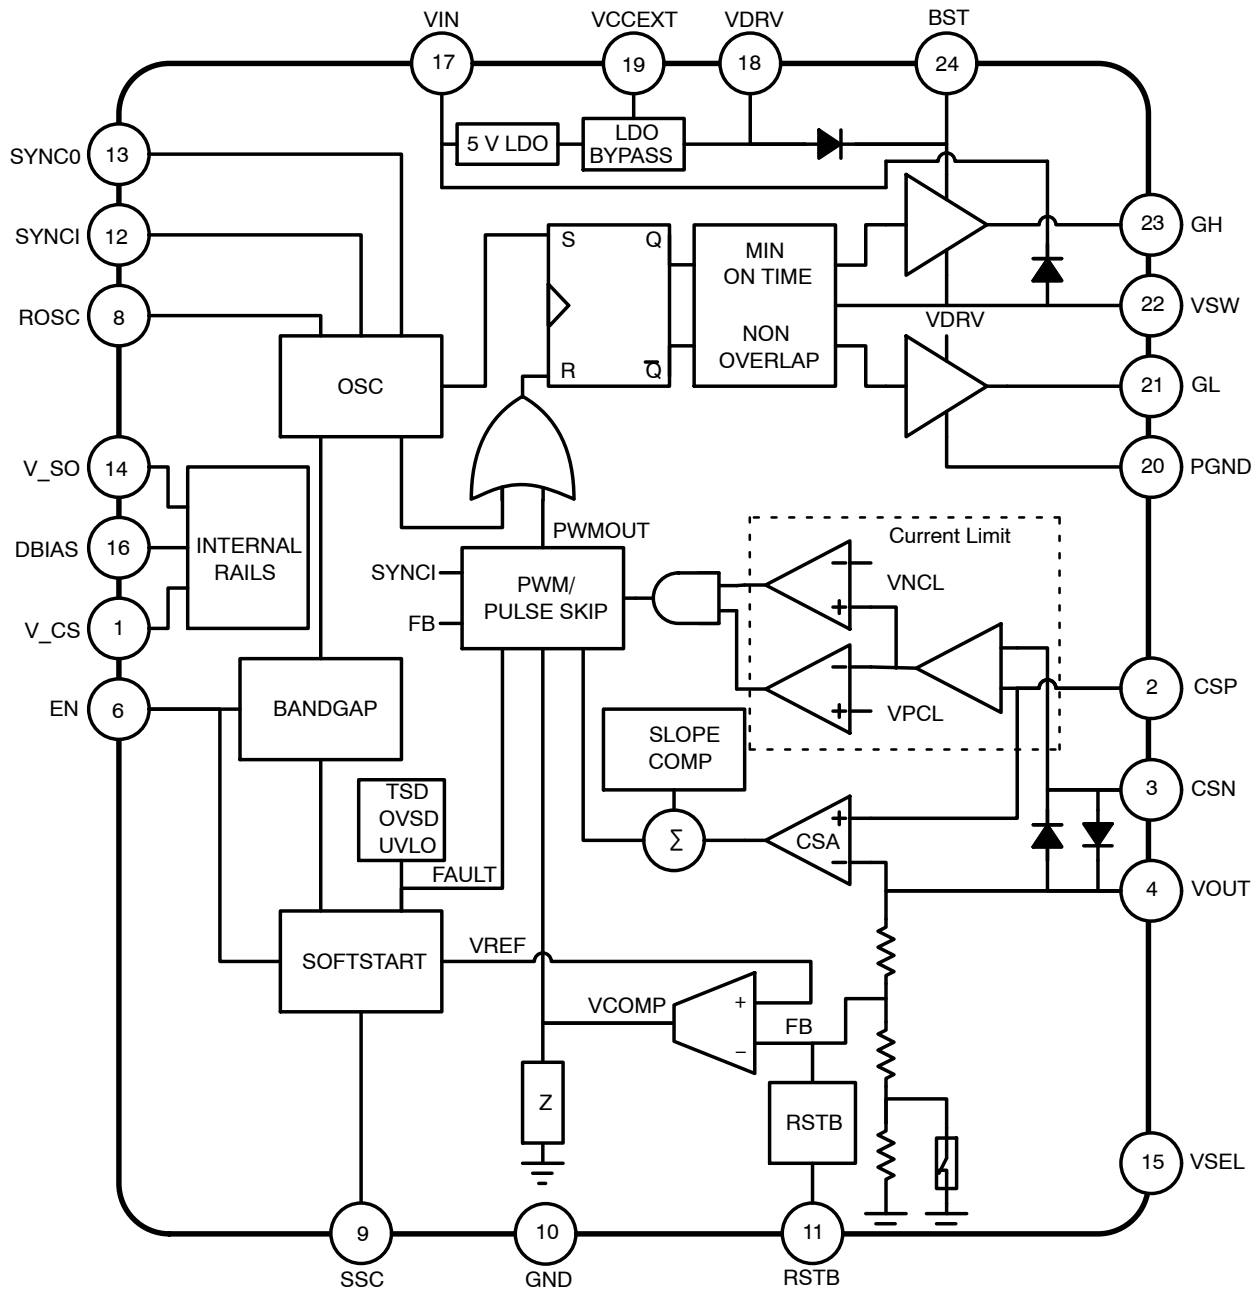 VIN
VCCEXT
VDRV
BST
17
19
18
24
5 V LDO
LDO
BYPASS
SYNC0
13
SYNCI
12
ROSC
8
S
Q
R
Q̅
MIN
ON TIME
NON
OVERLAP
23
GH
22
VSW
VDRV
21
GL
20
PGND
OSC
V_SO
14
DBIAS
16
V_CS
1
INTERNAL
RAILS
EN
6
PWMOUT
SYNCI
FB
PWM/
PULSE SKIP
Current Limit
VNCL
VPCL
− 
+
−
+
2
CSP
3
CSN
4
VOUT
BANDGAP
SLOPE
COMP
TSD
OVSD
UVLO
FAULT
Σ
CSA
+
−
SOFTSTART
VREF
VCOMP
+
−
FB
Z
RSTB
15
VSEL
9
10
11
SSC
GND
RSTB